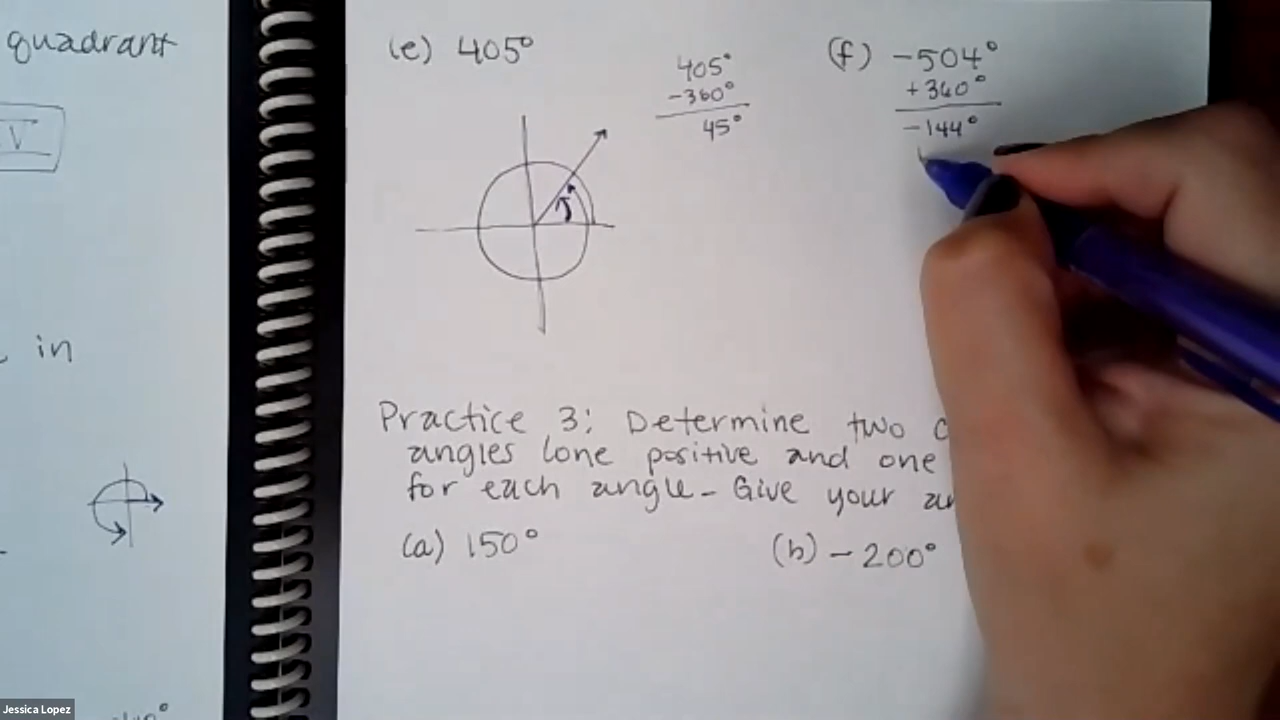 quadrant
V
in
(e) 405°
405°
-360°
45°
(f) -504°
+360°
-144°
Practice 3: Determine two
angles (one positive and one
for each angle. Give your
(a) 150°
(b) -200°
Jessica Lopez